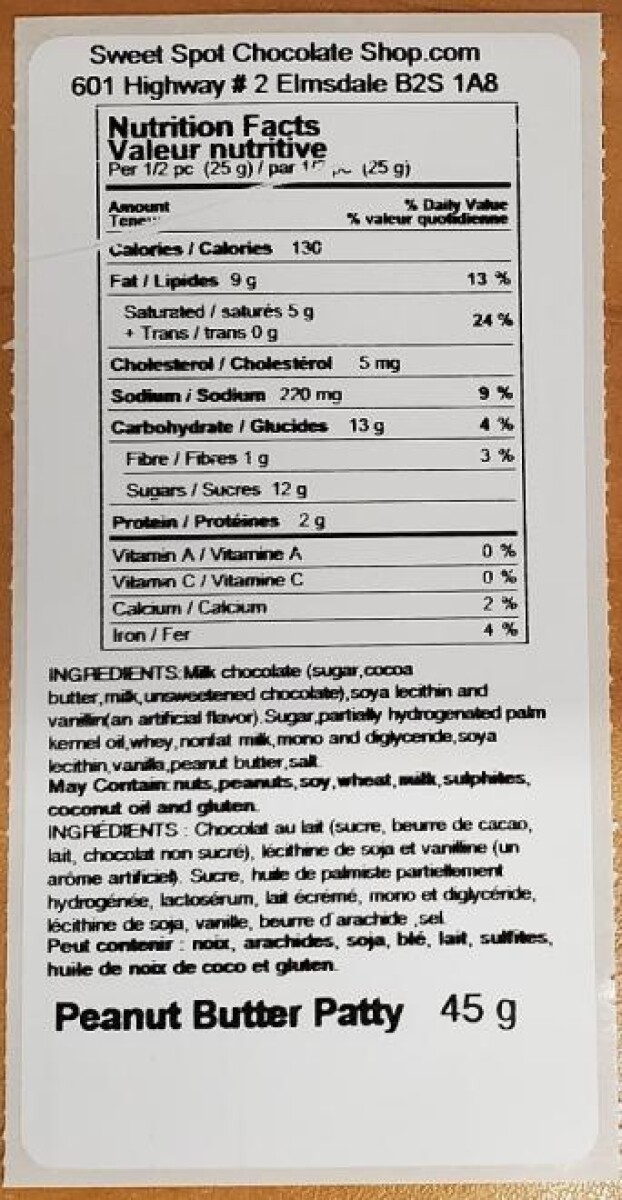 Sweet Spot Chocolate Shop.com
601 Highway # 2 Elmsdale B2S 1A8
Nutrition Facts
Valeur nutritive
Per 1/2 pc (25 g) / par (25 g)
Amount % Daily Value
% valeur quotidienne
Calories / Calories 130
Fat / Lipides 9 g 13 %
Saturated / saturés 5 g
+ Trans / trans 0 g 24 %
Cholesterol / Cholestérol 5 mg
Sodium / Sodium 220 mg 9 %
Carbohydrate / Glucides 13 g 4 %
Fibre / Fibres 1 g 3 %
Sugars / Sucres 12 g
Protein / Protéines 2 g
Vitamin A / Vitamine A 0 %
Vitamin C / Vitamine C 0 %
Calcium / Calcium 2 %
Iron / Fer 4 %
INGREDIENTS: Milk chocolate (sugar,cocoa
butter,milk,unsweetened chocolate),soya lecithin and
vanillin(an artificial flavor).Sugar,partially hydrogenated palm
kernel oil,whey,nonfat milk,mono and diglyceride,soya
lecithin,vanilla,peanut butter,salt.
May Contain: nuts,peanuts,soy,wheat,milk,sulphites,
coconut oil and gluten.
INGRÉDIENTS : Chocolat au lait (sucre, beurre de cacao,
lait, chocolat non sucré), lécithine de soja et vanilline (un
arôme artificiel). Sucre, huile de palmiste partiellement
hydrogénée, lactosérum, lait écrémé, mono et diglycéride,
lécithine de soja, vanille, beurre d'arachide ,sel.
Peut contenir : noix, arachides, soja, blé, lait, sulfites,
huile de noix de coco et gluten.
Peanut Butter Patty 45 g